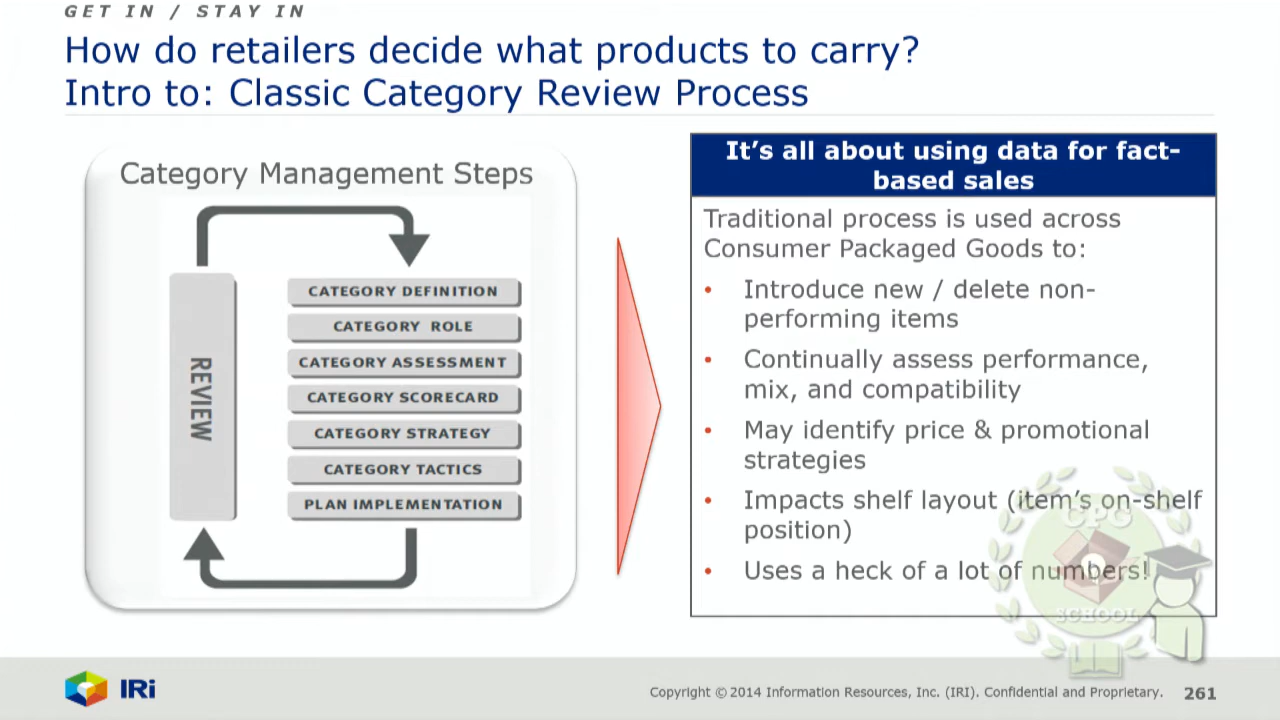 GET IN / STAY IN
How do retailers decide what products to carry?
Intro to: Classic Category Review Process
Category Management Steps
REVIEW
CATEGORY DEFINITION
CATEGORY ROLE
CATEGORY ASSESSMENT
CATEGORY SCORECARD
CATEGORY STRATEGY
CATEGORY TACTICS
PLAN IMPLEMENTATION
It's all about using data for fact-
based sales
Traditional process is used across
Consumer Packaged Goods to:
• Introduce new / delete non-
performing items
• Continually assess performance,
mix, and compatibility
• May identify price & promotional
strategies
• Impacts shelf layout (item's on-shelf
position)
• Uses a heck of a lot of numbers!
CPG
SCHOOL
IRi
Copyright © 2014 Information Resources, Inc. (IRI). Confidential and Proprietary.
261